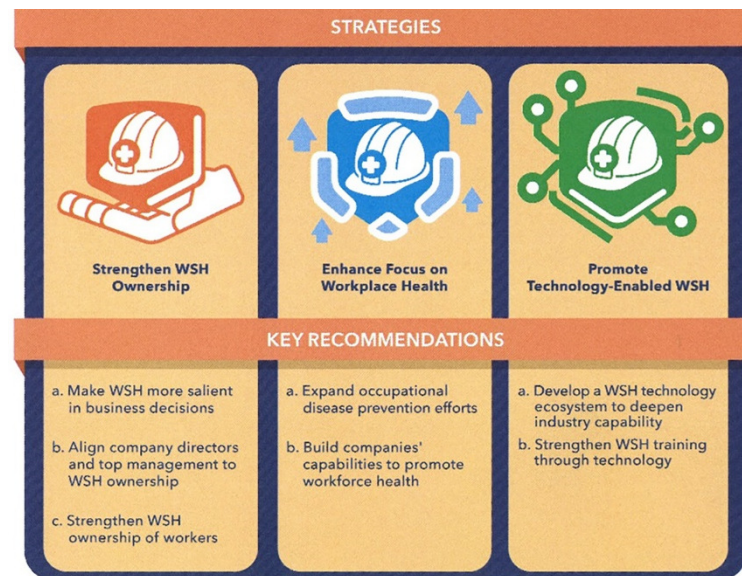 STRATEGIES
Strengthen WSH
Ownership
Enhance Focus on
Workplace Health
Promote
Technology-Enabled WSH
KEY RECOMMENDATIONS
a. Make WSH more salient
in business decisions
b. Align company directors
and top management to
WSH ownership
c. Strengthen WSH
ownership of workers
a. Expand occupational
disease prevention efforts
b. Build companies'
capabilities to promote
workforce health
a. Develop a WSH technology
ecosystem to deepen
industry capability
b. Strengthen WSH training
through technology